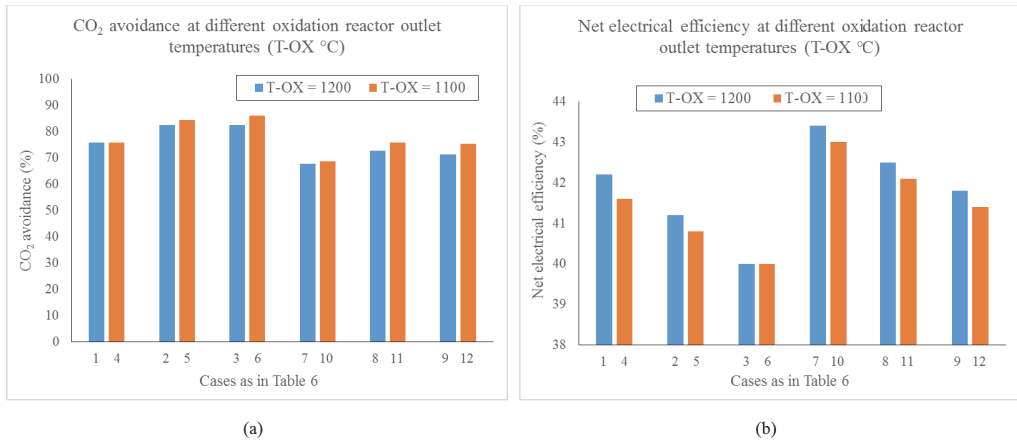 CO₂ avoidance at different oxidation reactor outlet
temperatures (T-OX °C)
T-OX = 1200 T-OX = 1100
CO₂ avoidance (%)
100
90
80
70
60
50
40
30
20
10
0
1 4 2 5 3 6 7 10 8 11 9 12
Cases as in Table 6
(a)
Net electrical efficiency at different oxidation reactor
outlet temperatures (T-OX °C)
T-OX = 1200 T-OX = 1100
Net electrical efficiency (%)
44
43
42
41
40
39
38
1 4 2 5 3 6 7 10 8 11 9 12
Cases as in Table 6
(b)